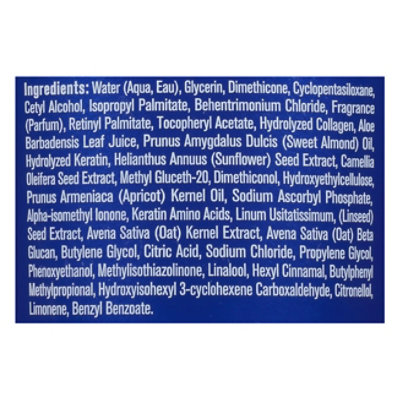 Ingredients: Water (Aqua, Eau), Glycerin, Dimethicone, Cyclopentasiloxane,
Cetyl Alcohol, Isopropyl Palmitate, Behentrimonium Chloride, Fragrance
(Parfum), Retinyl Palmitate, Tocopheryl Acetate, Hydrolyzed Collagen, Aloe
Barbadensis Leaf Juice, Prunus Amygdalus Dulcis (Sweet Almond) Oil,
Hydrolyzed Keratin, Helianthus Annuus (Sunflower) Seed Extract, Camellia
Oleifera Seed Extract, Methyl Gluceth-20, Dimethiconol, Hydroxyethylcellulose,
Prunus Armeniaca (Apricot) Kernel Oil, Sodium Ascorbyl Phosphate,
Alpha-isomethyl Ionone, Keratin Amino Acids, Linum Usitatissimum, (Linseed)
Seed Extract, Avena Sativa (Oat) Kernel Extract, Avena Sativa (Oat) Beta
Glucan, Butylene Glycol, Citric Acid, Sodium Chloride, Propylene Glycol,
Phenoxyethanol, Methylisothiazolinone, Linalool, Hexyl Cinnamal, Butylphenyl
Methylpropional, Hydroxyisohexyl 3-cyclohexene Carboxaldehyde, Citronellol,
Limonene, Benzyl Benzoate.